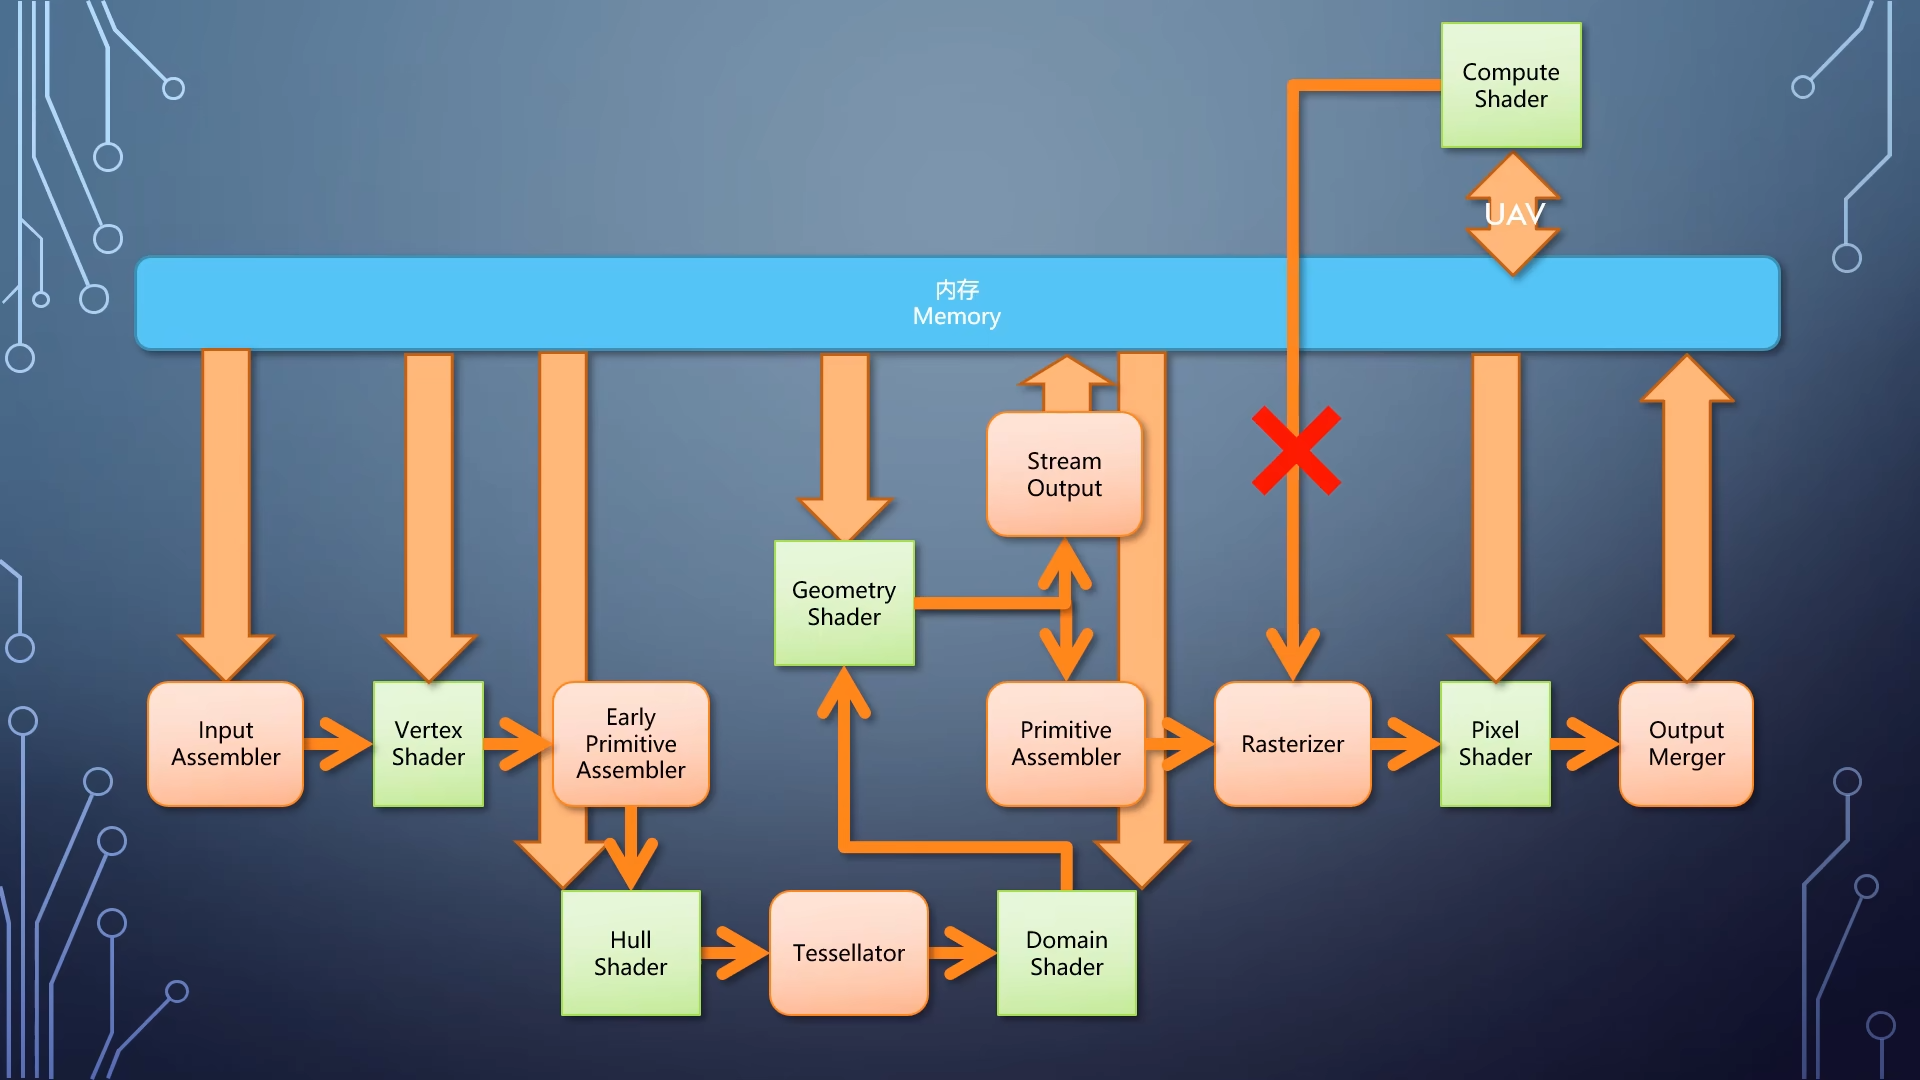 Compute
Shader
UAV
内存
Memory
Stream
Output
Geometry
Shader
Input
Assembler
Vertex
Shader
Early
Primitive
Assembler
Primitive
Assembler
Rasterizer
Pixel
Shader
Output
Merger
Hull
Shader
Tessellator
Domain
Shader